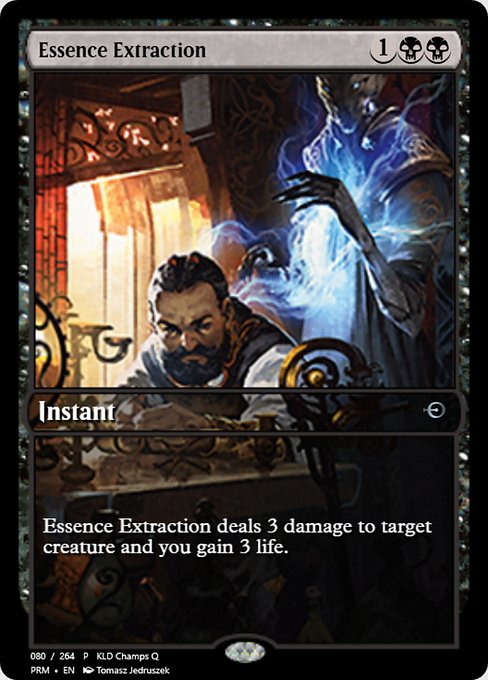 Essence Extraction 1
Instant
Essence Extraction deals 3 damage to target
creature and you gain 3 life.
080 / 264 P KLD Champs Q
PRM • EN Tomasz Jedruszek